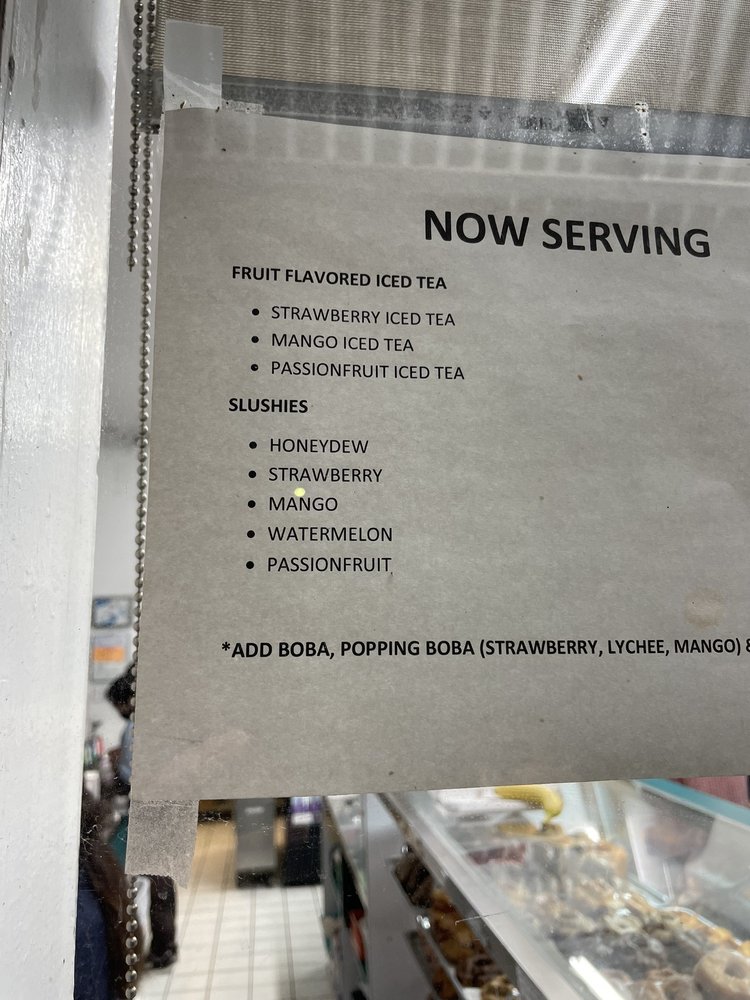 NOW SERVING
FRUIT FLAVORED ICED TEA
• STRAWBERRY ICED TEA
• MANGO ICED TEA
• PASSIONFRUIT ICED TEA
SLUSHIES
• HONEYDEW
• STRAWBERRY
• MANGO
• WATERMELON
• PASSIONFRUIT
*ADD BOBA, POPPING BOBA (STRAWBERRY, LYCHEE, MANGO) &